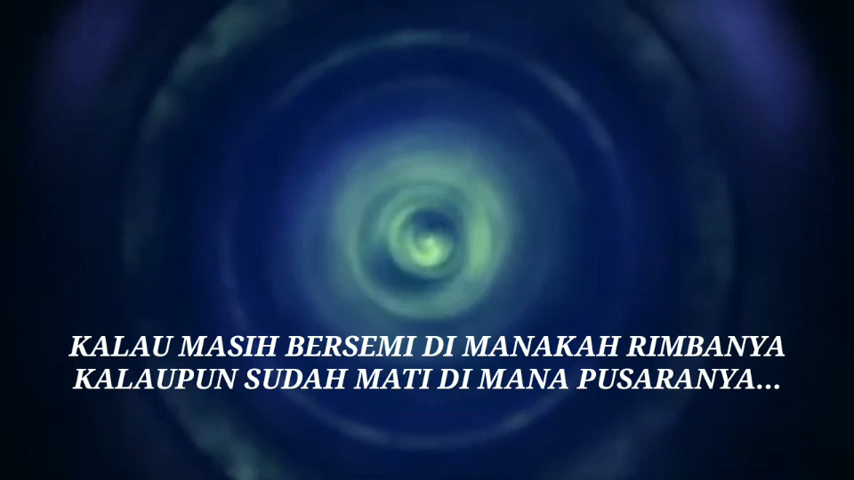 KALAU MASIH BERSEMI DI MANAKAH RIMBANYA
KALAUPUN SUDAH MATI DI MANA PUSARANYA...